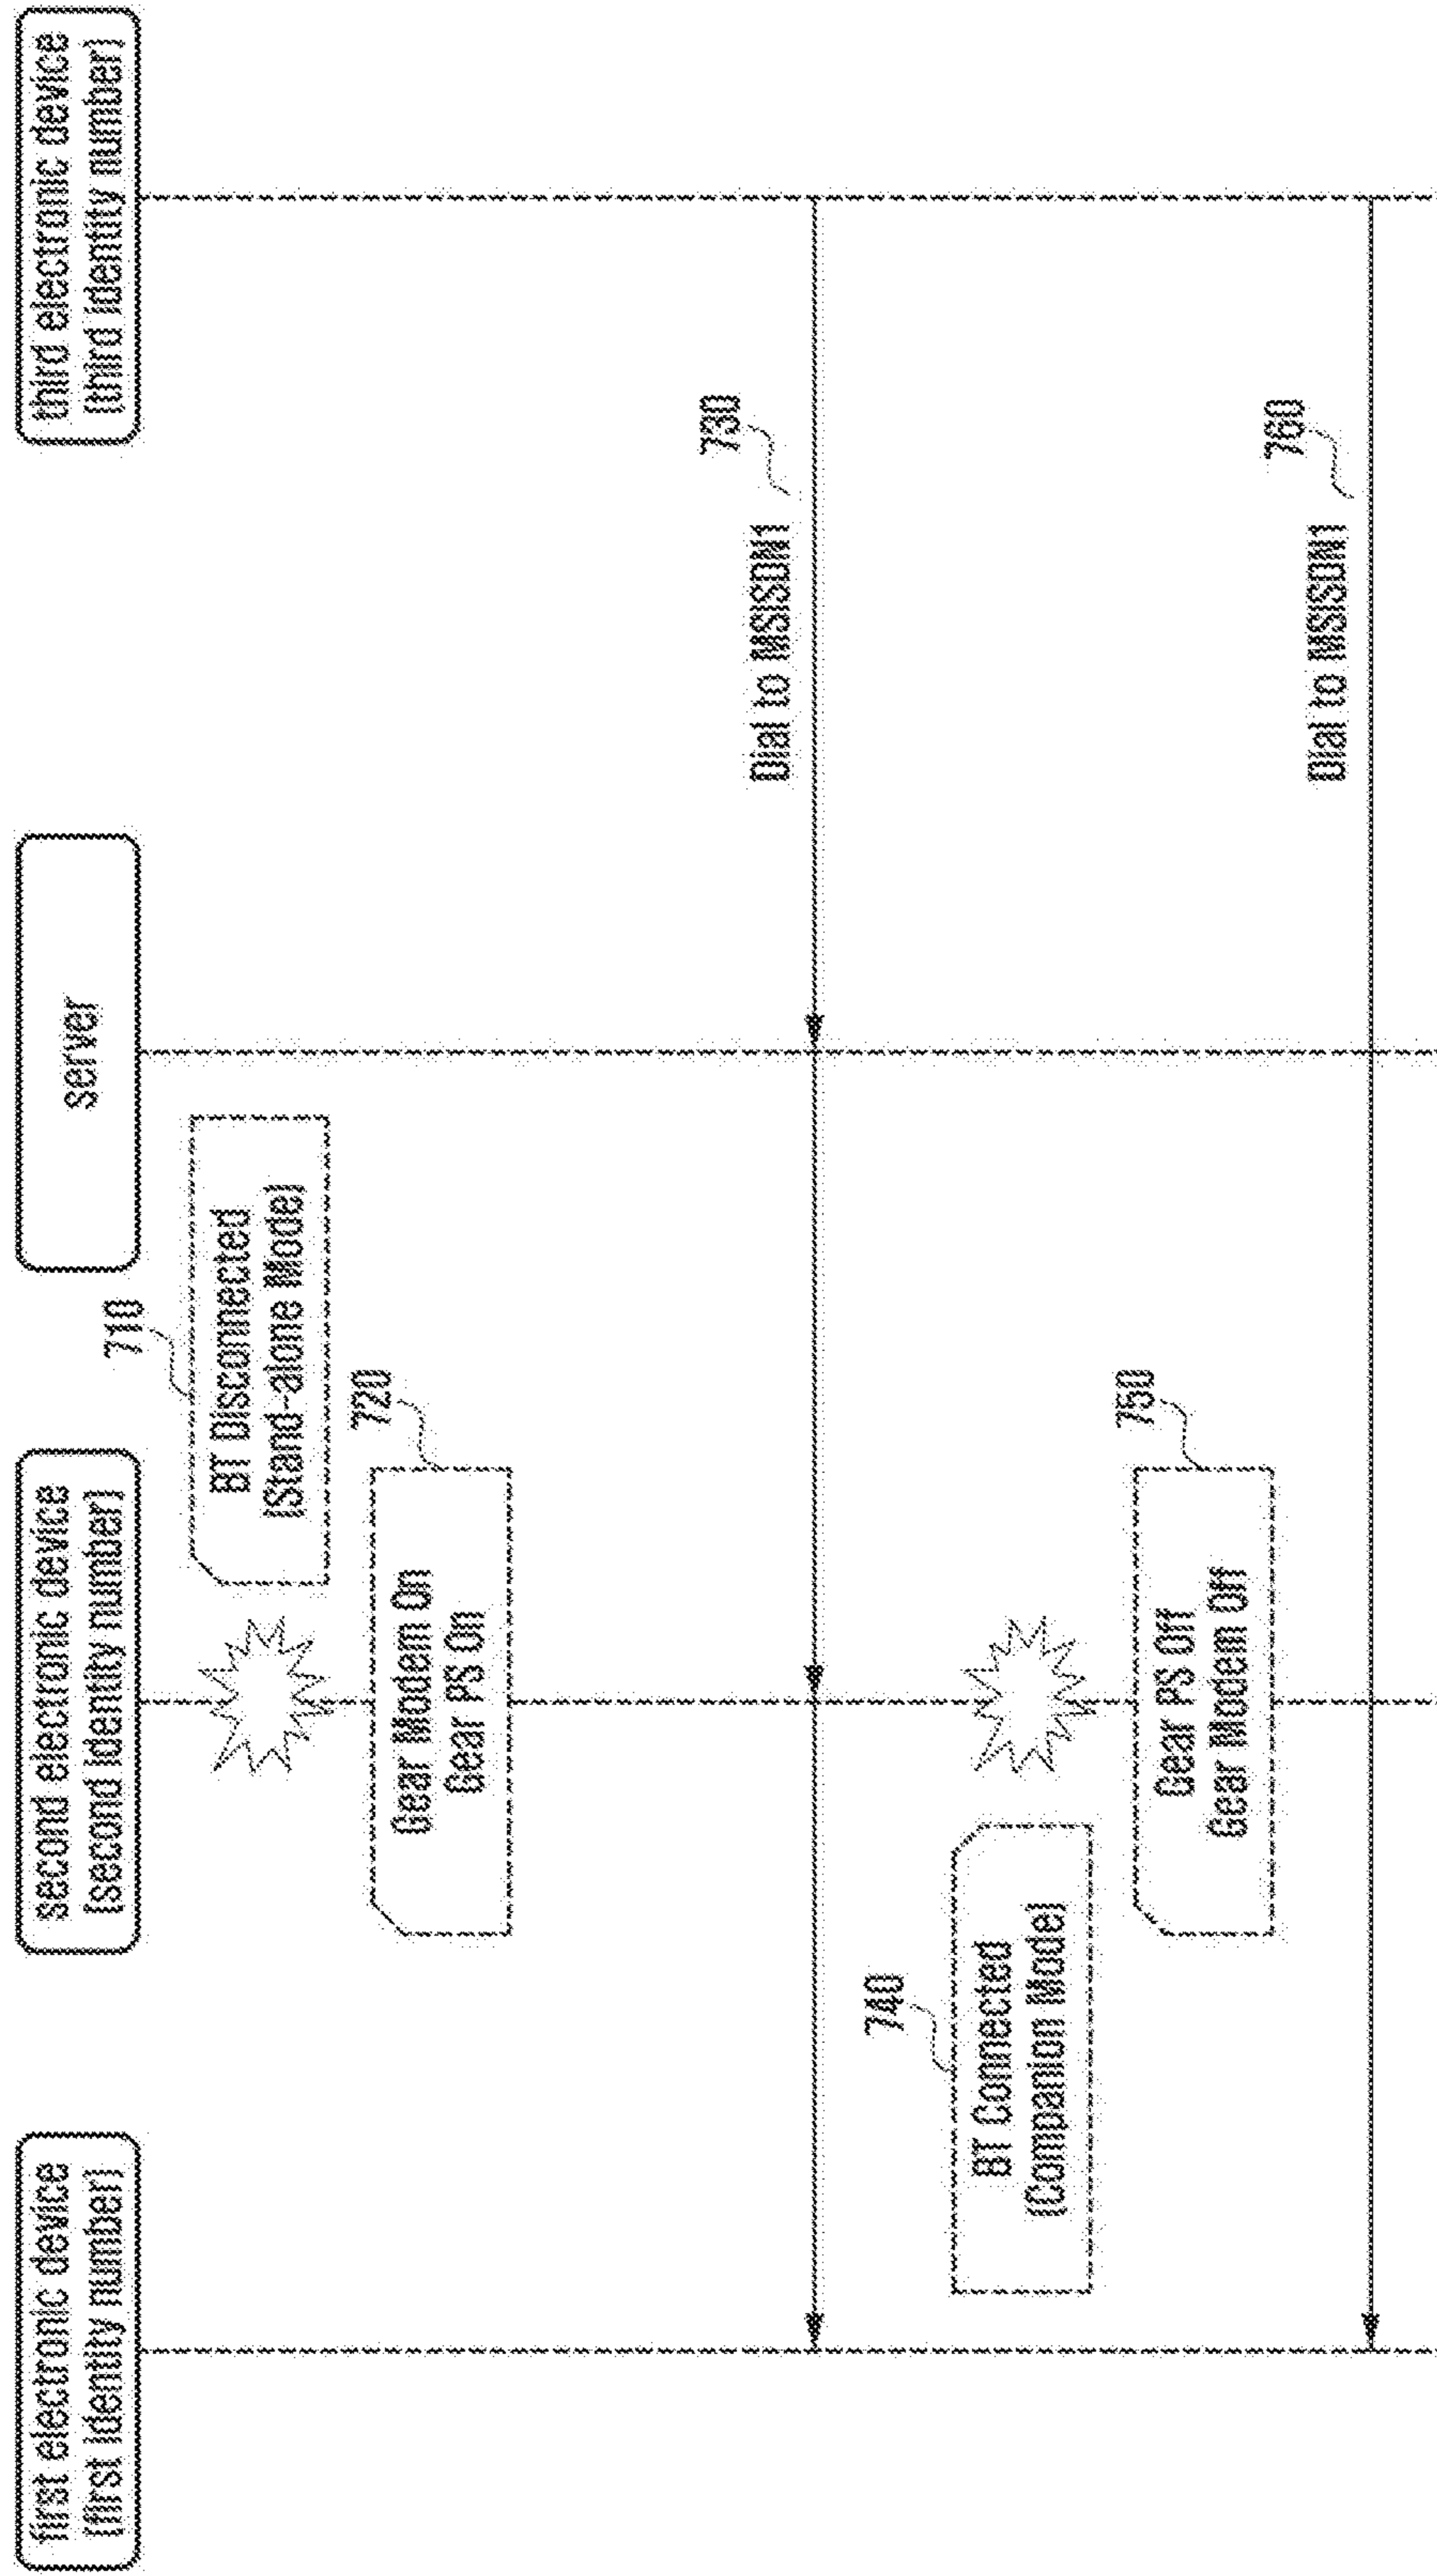 first electronic device
(first identity number)
second electronic device
(second identity number)
server
third electronic device
(third identity number)
710
BT Disconnected
(Stand-alone Mode)
720
Gear Modem On
Gear PS On
730
Dial to MSISDN1
740
BT Connected
(Companion Mode)
750
Gear PS Off
Gear Modem Off
760
Dial to MSISDN1